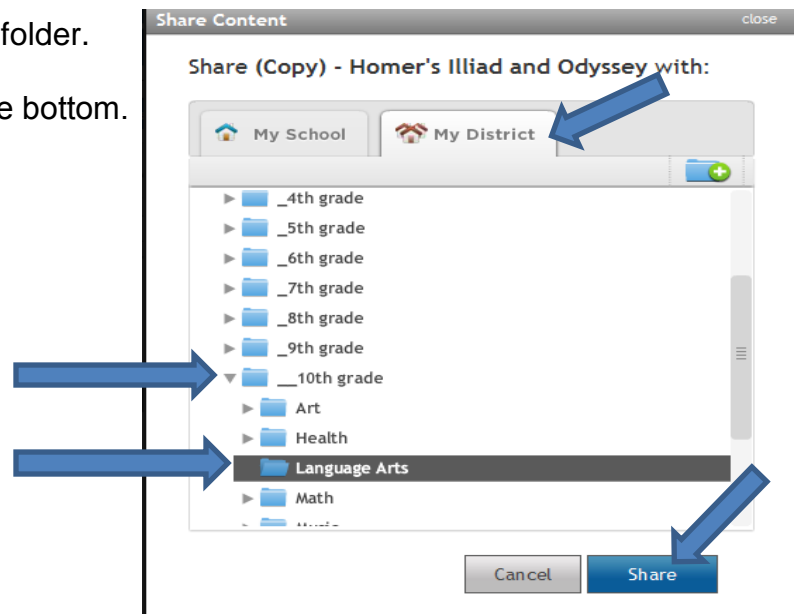 folder.
e bottom.
Share Content close
Share (Copy) - Homer's Illiad and Odyssey with:
My School My District
_4th grade
_5th grade
_6th grade
_7th grade
_8th grade
_9th grade
__10th grade
Art
Health
Language Arts
Math
Cancel Share